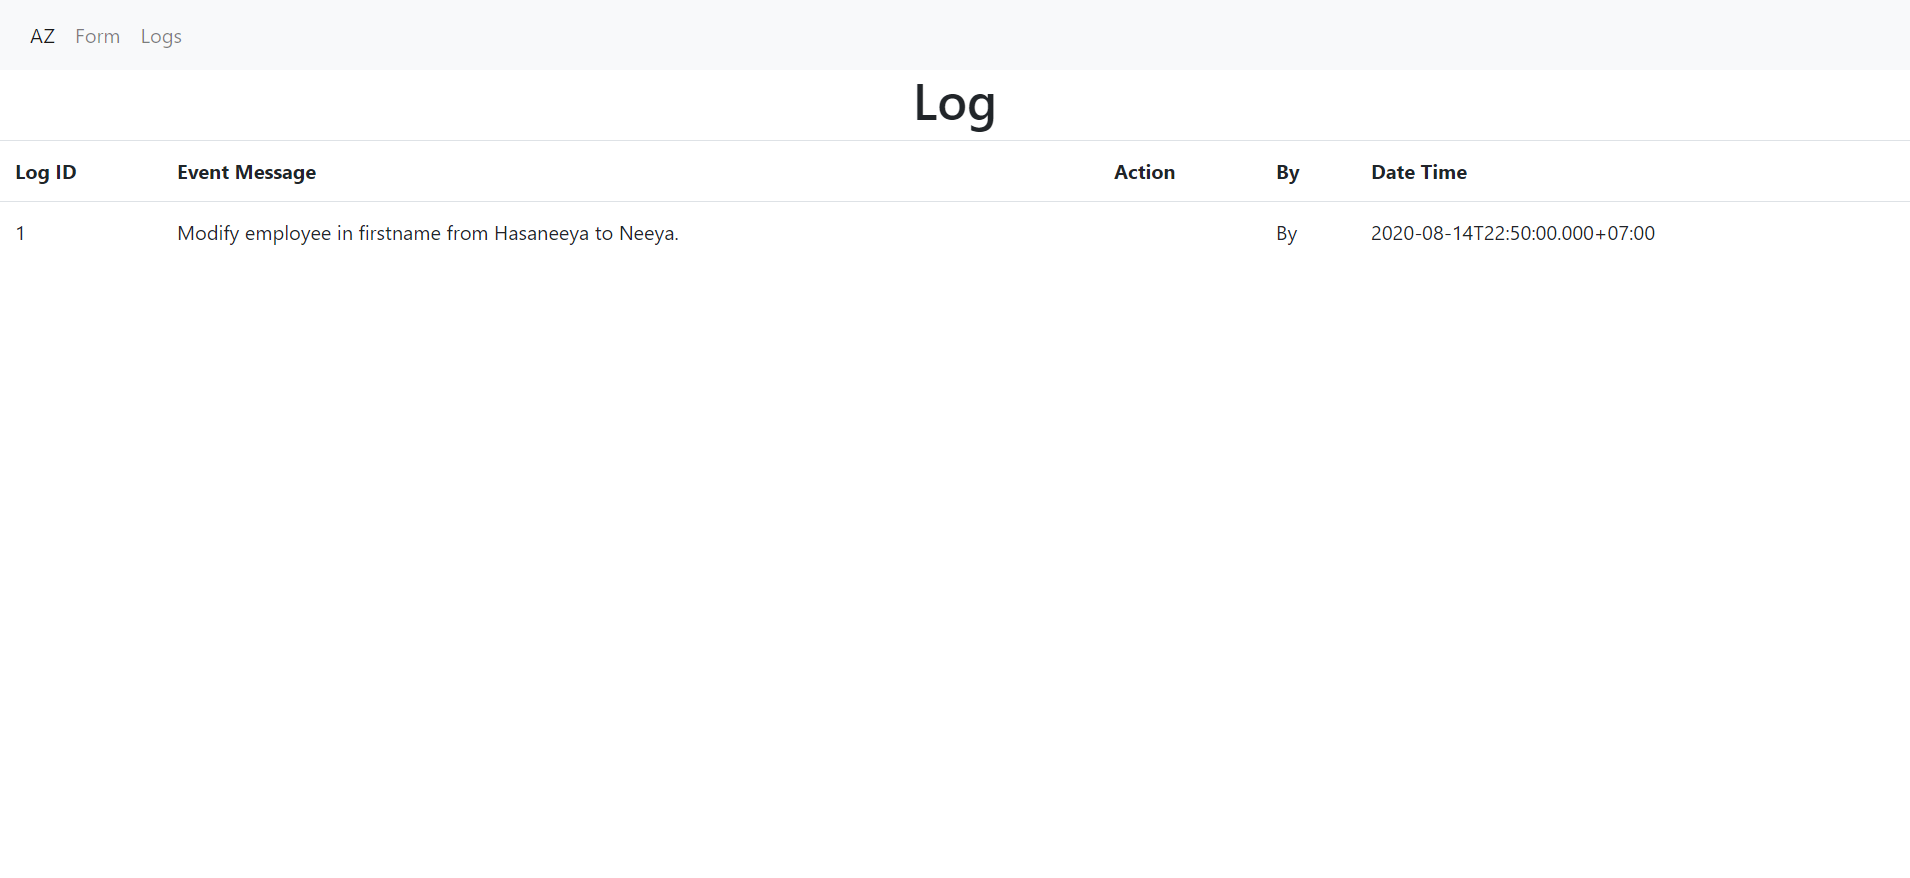 AZ Form Logs
Log
Log ID Event Message Action By Date Time
1 Modify employee in firstname from Hasaneeya to Neeya. By 2020-08-14T22:50:00.000+07:00